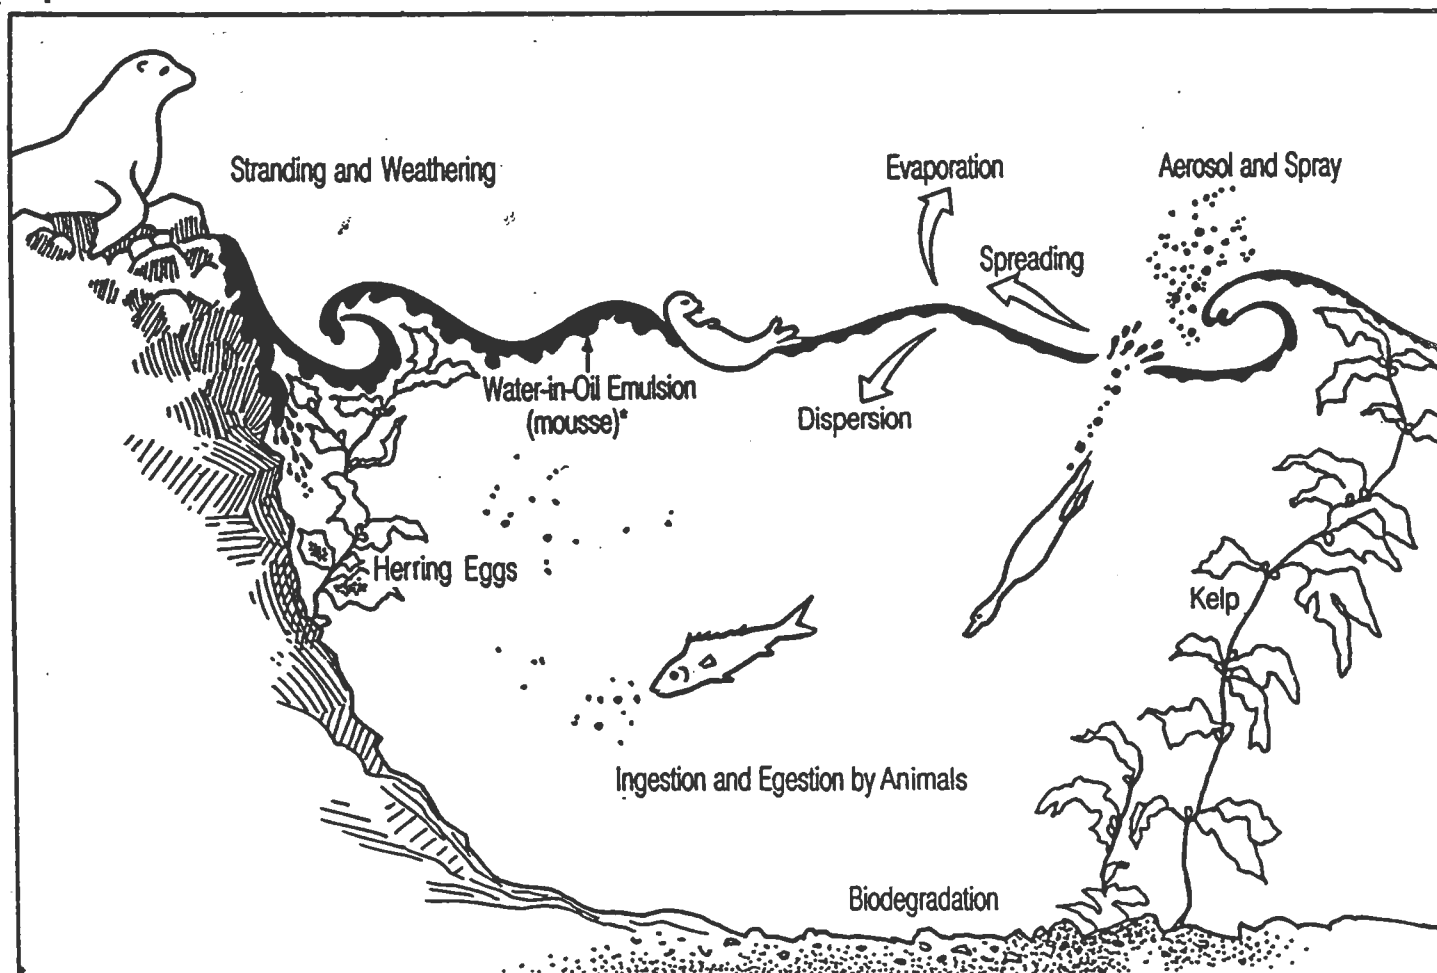 Stranding and Weathering
Evaporation
Aerosol and Spray
Spreading
Water-in-Oil Emulsion
(mousse)*
Dispersion
Herring Eggs
Kelp
Ingestion and Egestion by Animals
Biodegradation